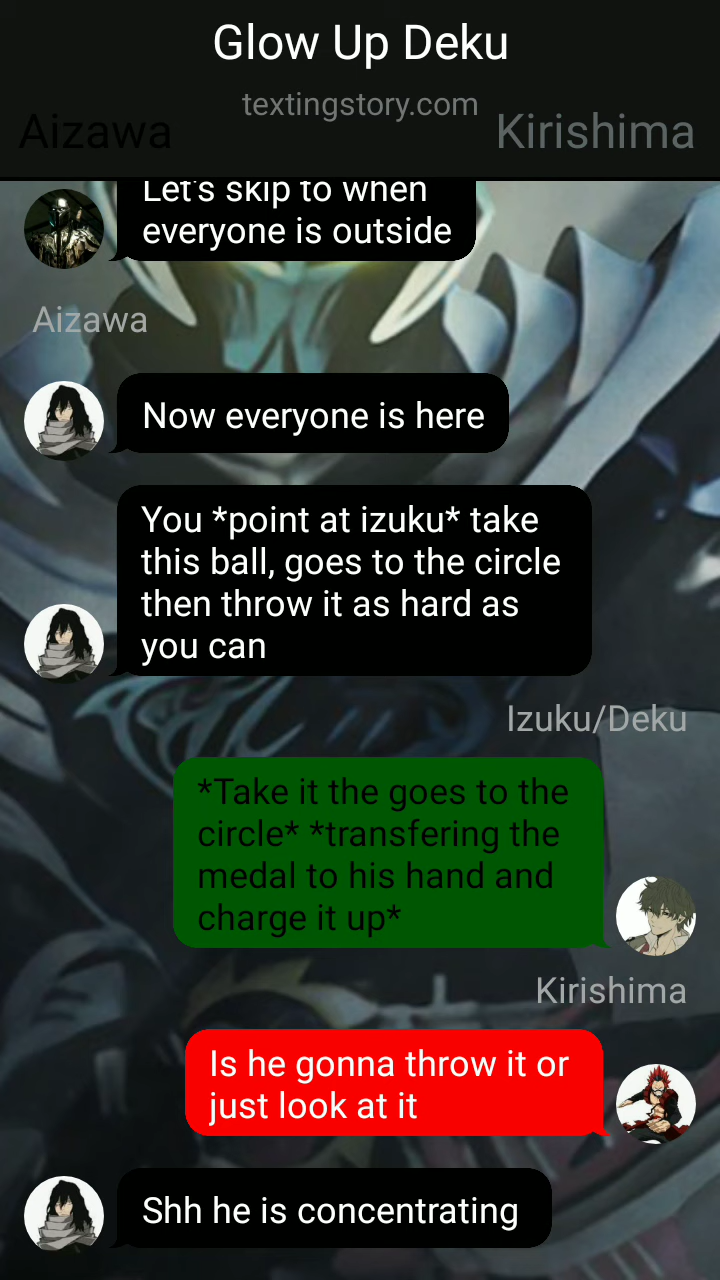 Glow Up Deku
textingstory.com
Aizawa
Kirishima
Let's skip to when
everyone is outside
Aizawa
Now everyone is here
You *point at izuku* take
this ball, goes to the circle
then throw it as hard as
you can
Izuku/Deku
*Take it the goes to the
circle* *transfering the
medal to his hand and
charge it up*
Kirishima
Is he gonna throw it or
just look at it
Shh he is concentrating